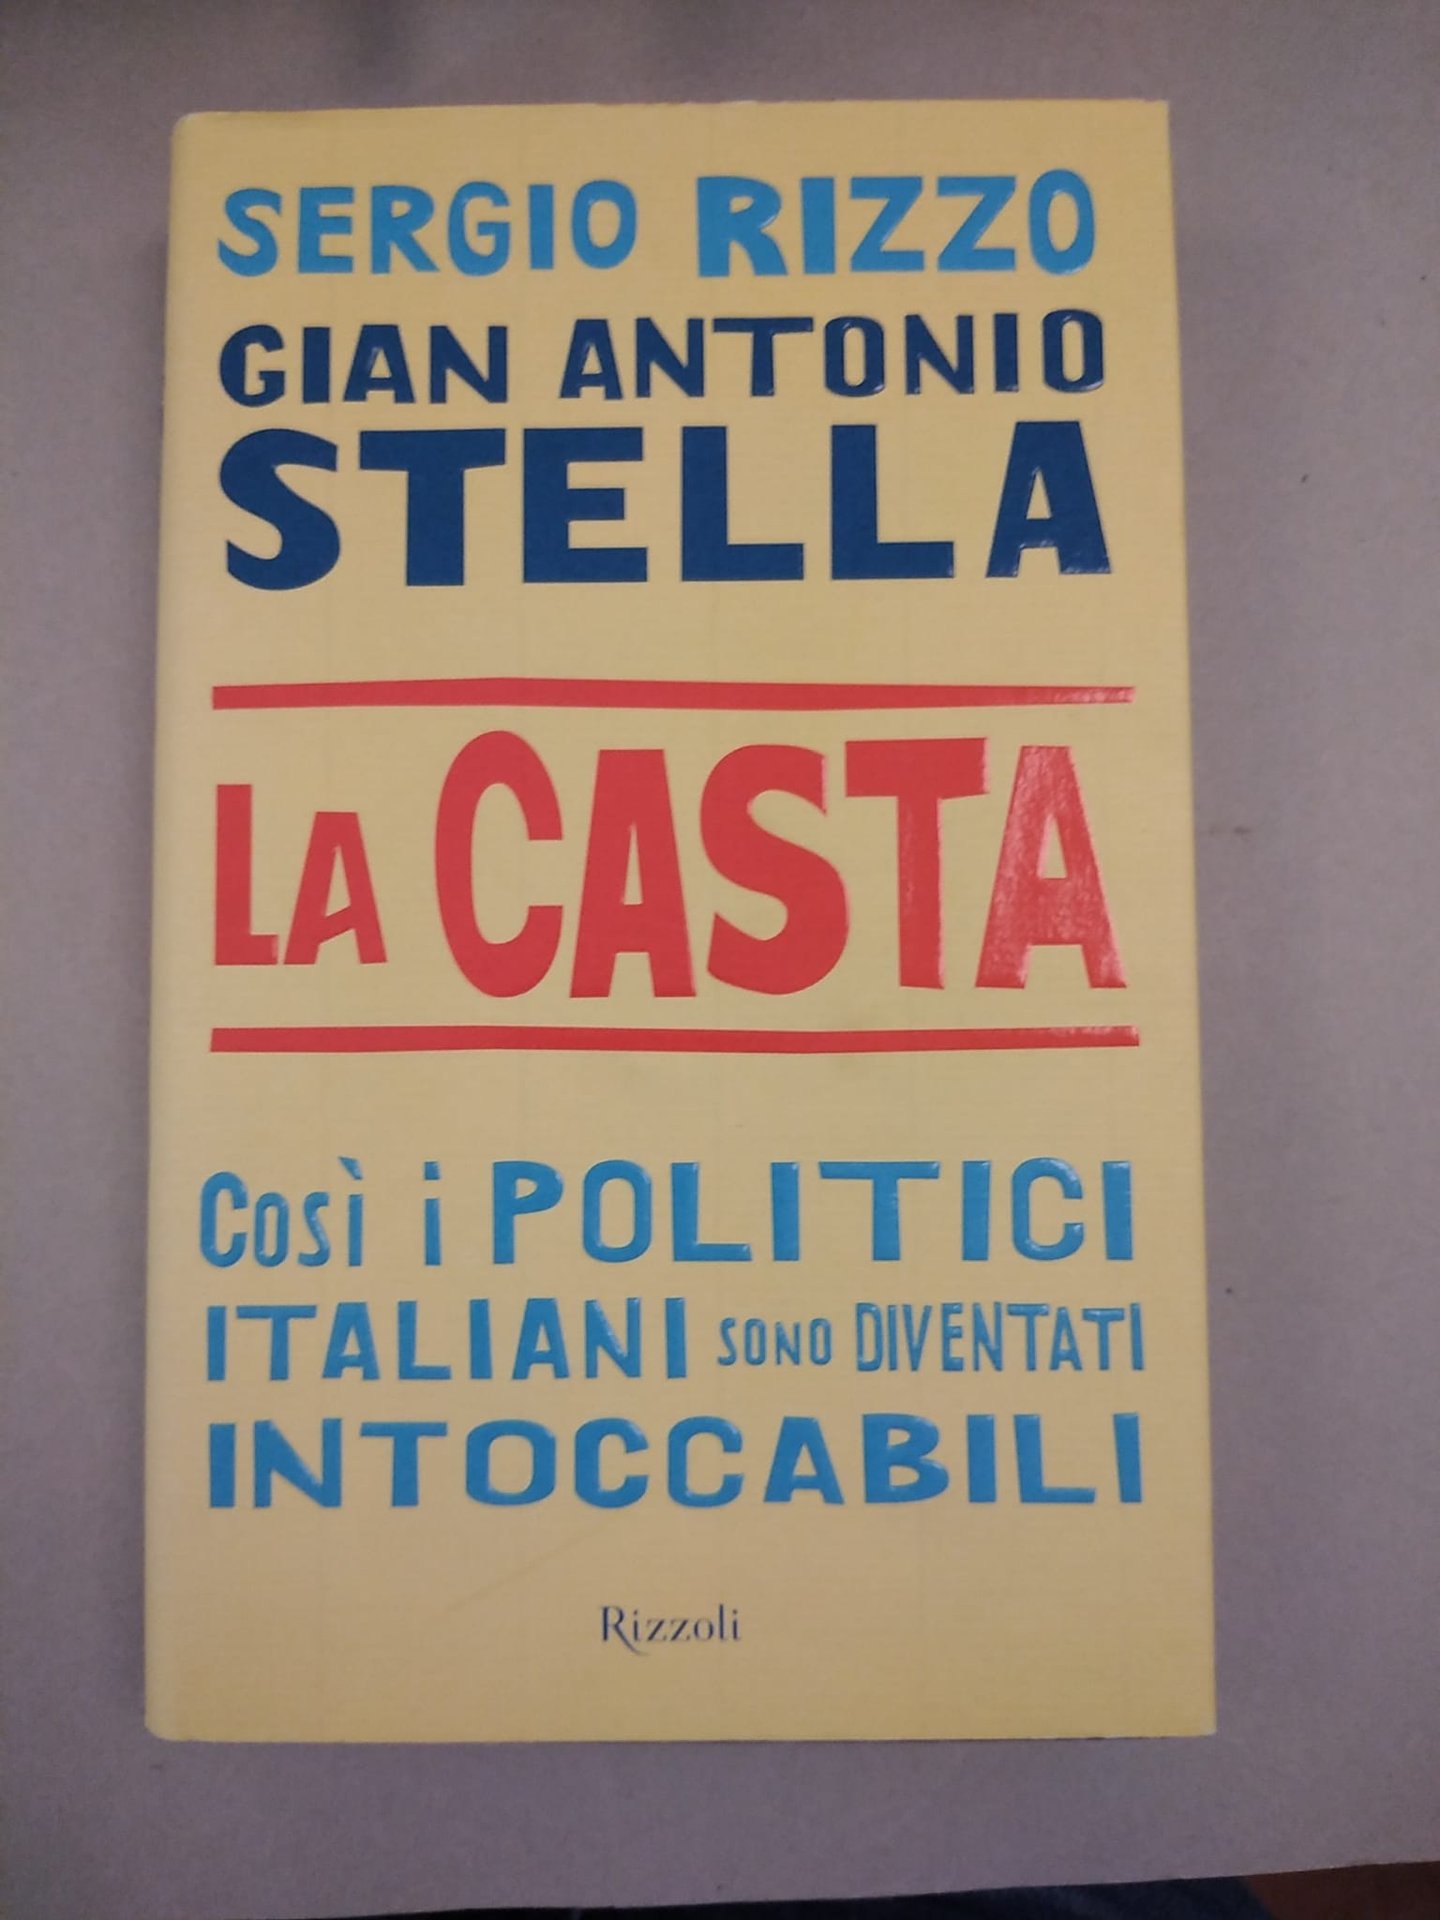 SERGIO RIZZO
GIAN ANTONIO
STELLA
LA CASTA
Così i POLITICI
ITALIANI SONO DIVENTATI
INTOCCABILI
Rizzoli